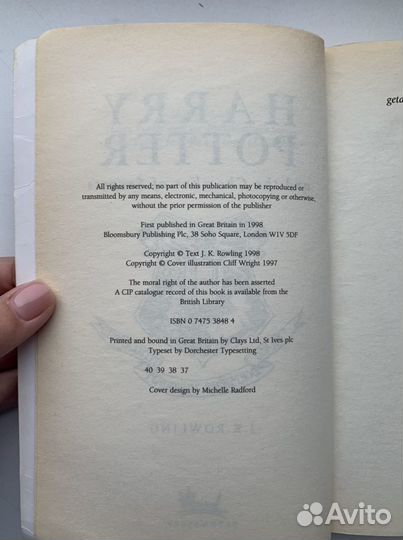 HARRY
POTTER
getd
All rights reserved; no part of this publication may be reproduced or
transmitted by any means, electronic, mechanical, photocopying or otherwise,
without the prior permission of the publisher
First published in Great Britain in 1998
Bloomsbury Publishing Plc, 38 Soho Square, London W1V 5DF
Copyright © Text J. K. Rowling 1998
Copyright © Cover illustration Cliff Wright 1997
The moral right of the author has been asserted
A CIP catalogue record of this book is available from the
British Library
ISBN 0 7475 3848 4
Printed and bound in Great Britain by Clays Ltd, St Ives plc
Typeset by Dorchester Typesetting
40 39 38 37
Cover design by Michelle Radford
J.K. ROWLING
Avito